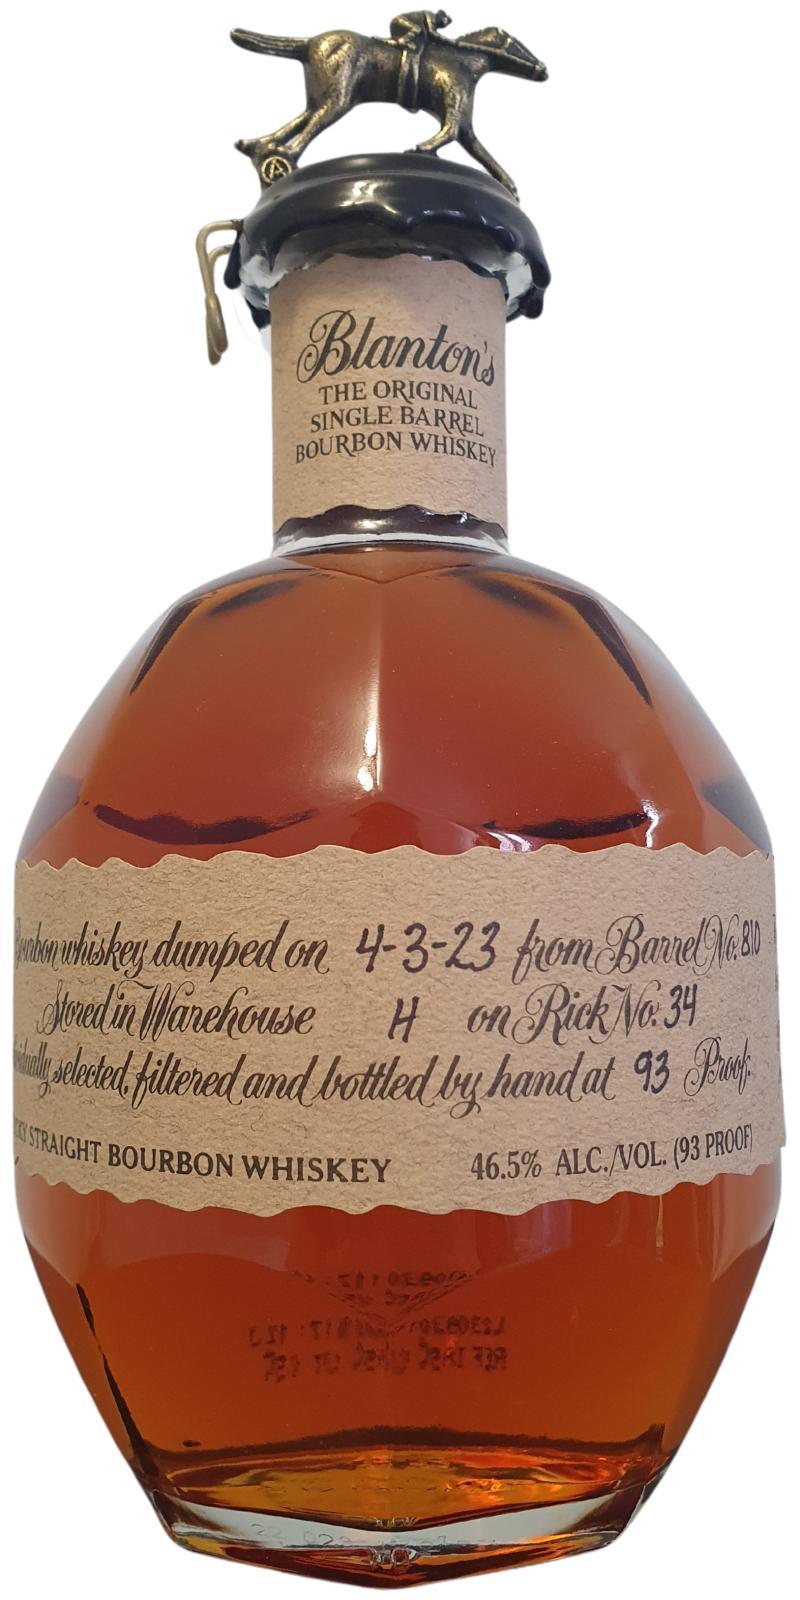 A
Blanton's
THE ORIGINAL
SINGLE BARREL
BOURBON WHISKEY
Bourbon whiskey dumped on 4-3-23 from Barrel No. 810
Stored in Warehouse H on Rick No. 34
selected, filtered and bottled by hand at 93 Proof.
STRAIGHT BOURBON WHISKEY 46.5% ALC./VOL. (93 PROOF)